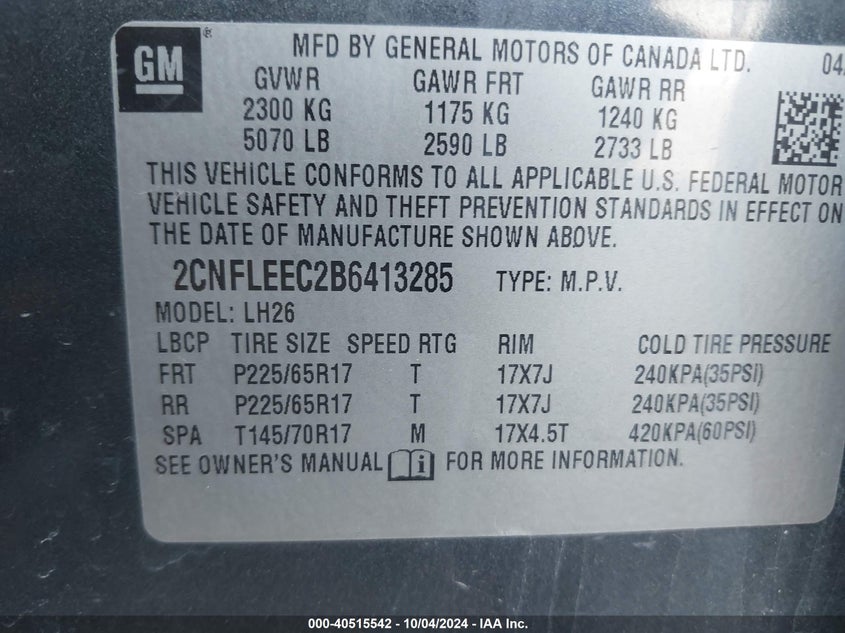 GM
MFD BY GENERAL MOTORS OF CANADA LTD.
GVWR GAWR FRT GAWR RR
2300 KG 1175 KG 1240 KG
5070 LB 2590 LB 2733 LB
THIS VEHICLE CONFORMS TO ALL APPLICABLE U.S. FEDERAL MOTOR
VEHICLE SAFETY AND THEFT PREVENTION STANDARDS IN EFFECT ON
THE DATE OF MANUFACTURE SHOWN ABOVE.
2CNFLEEC2B6413285 TYPE: M.P.V.
MODEL: LH26
LBCP TIRE SIZE SPEED RTG RIM COLD TIRE PRESSURE
FRT P225/65R17 T 17X7J 240KPA(35PSI)
RR P225/65R17 T 17X7J 240KPA(35PSI)
SPA T145/70R17 M 17X4.5T 420KPA(60PSI)
SEE OWNER'S MANUAL FOR MORE INFORMATION.
000-40515542 - 10/04/2024 - IAA Inc.